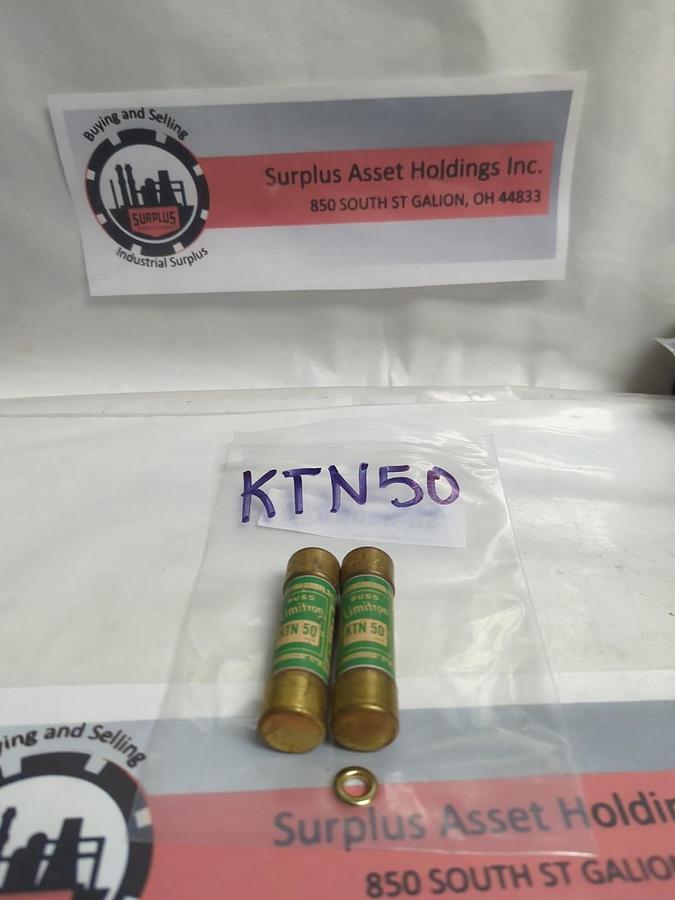 Buying and Selling
SURPLUS
Industrial Surplus
Surplus Asset Holdings Inc.
850 SOUTH ST GALION, OH 44833
KTN50
BUSS
Limitron
KTN 50
BUSS
Limitron
KTN 50
ing and Selling
Surplus Asset Holdin
850 SOUTH ST GALIO